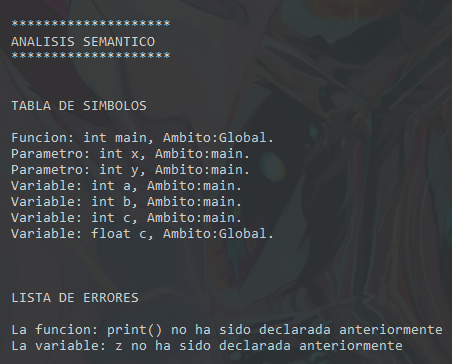 ********************
ANALISIS SEMANTICO
********************
TABLA DE SIMBOLOS
Funcion: int main, Ambito:Global.
Parametro: int x, Ambito:main.
Parametro: int y, Ambito:main.
Variable: int a, Ambito:main.
Variable: int b, Ambito:main.
Variable: int c, Ambito:main.
Variable: float c, Ambito:Global.
LISTA DE ERRORES
La funcion: print() no ha sido declarada anteriormente
La variable: z no ha sido declarada anteriormente